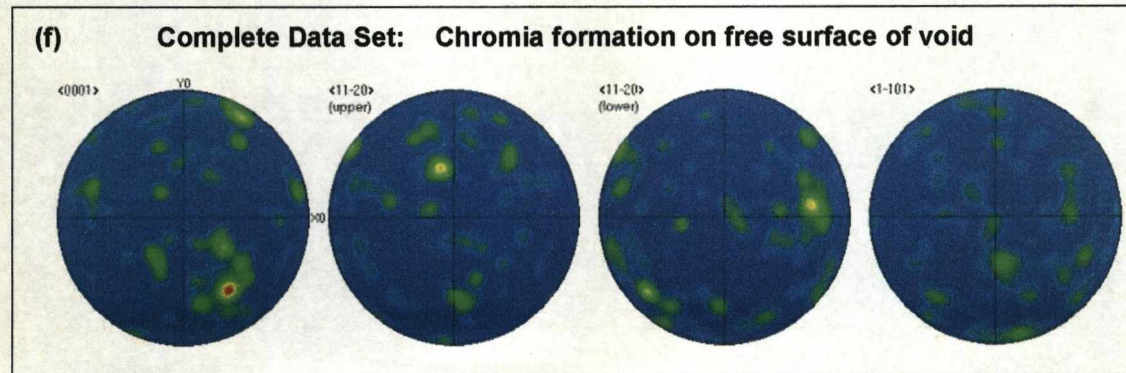 (f) Complete Data Set: Chromia formation on free surface of void
<0001>
Y0
X0
<11-20>
(upper)
<11-20>
(lower)
<1-101>